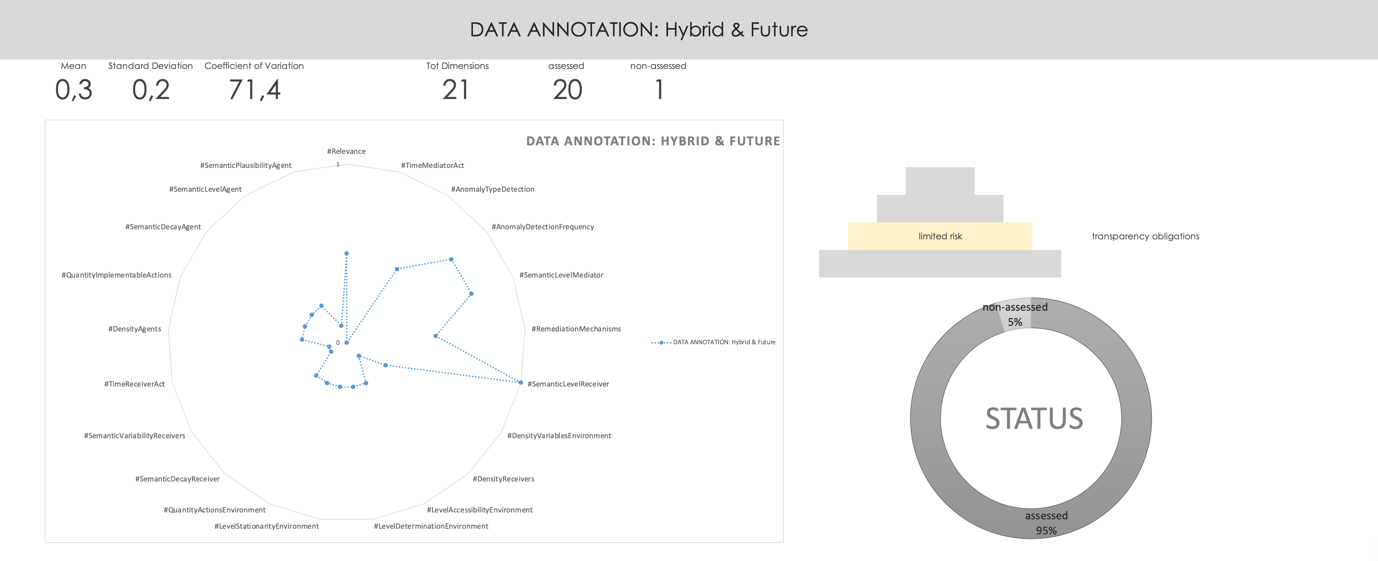 DATA ANNOTATION: Hybrid & Future
Mean Standard Deviation Coefficient of Variation Tot Dimensions assessed non-assessed
0,3 0,2 71,4 21 20 1
DATA ANNOTATION: HYBRID & FUTURE
#Relevance
1
#SemanticPlausibilityAgent #TimeMediatorAct
#SemanticLevelAgent #AnomalyTypeDetection
#SemanticDecayAgent #AnomalyDetectionFrequency
#QuantityImplementableActions #SemanticLevelMediator
#DensityAgents #RemediationMechanisms
0
DATA ANNOTATION: Hybrid & Future
#TimeReceiverAct #SemanticLevelReceiver
#SemanticVariabilityReceivers #DensityVariablesEnvironment
#SemanticDecayReceiver #DensityReceivers
#QuantityActionsEnvironment #LevelAccessibilityEnvironment
#LevelStationarityEnvironment #LevelDeterminationEnvironment
limited risk transparency obligations
non-assessed
5%
STATUS
assessed
95%